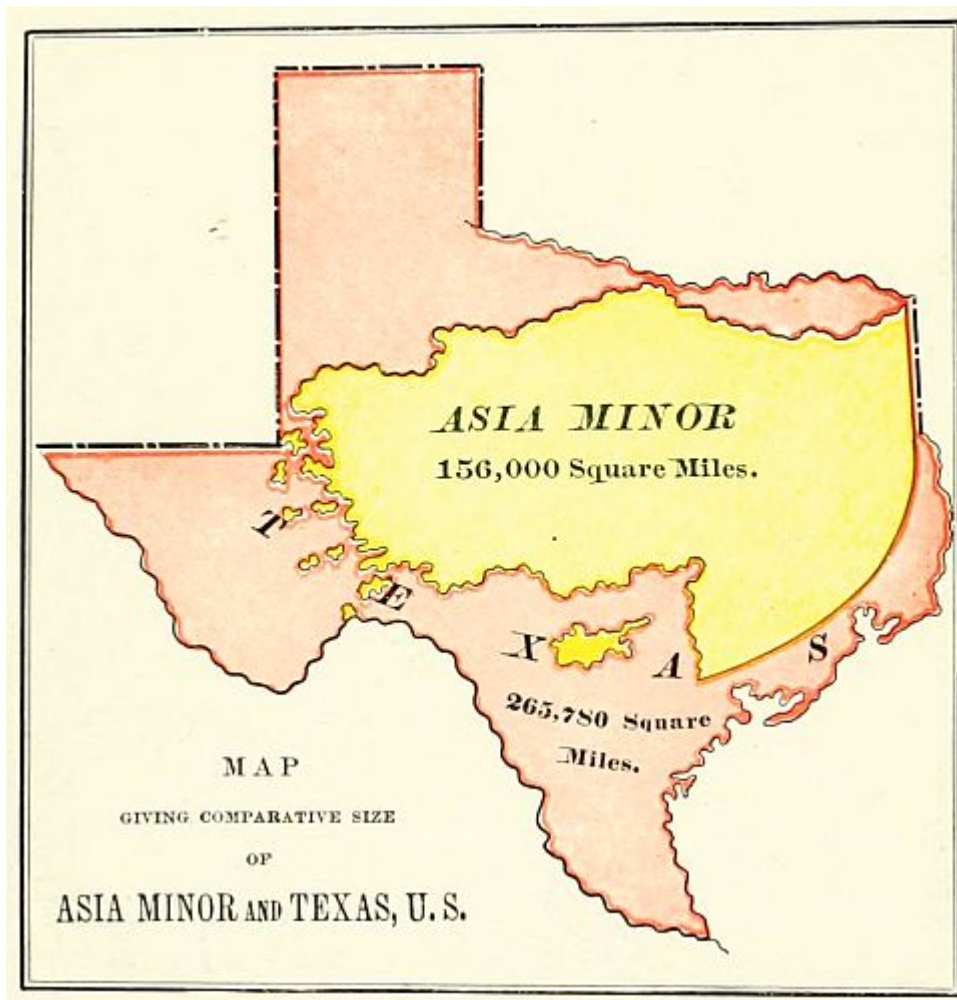 ASIA MINOR
156,000 Square Miles.
TEXAS
265,780 Square
Miles.
MAP
GIVING COMPARATIVE SIZE
OF
ASIA MINOR AND TEXAS, U.S.